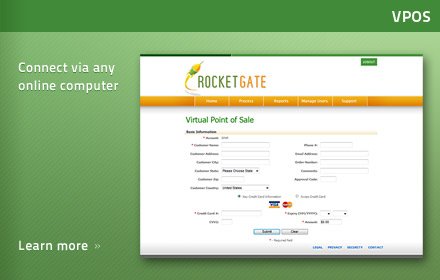 VPOS
Connect via any
online computer
LOGOUT
ROCKETGATE
Home Process Reports Manage Users Support
Virtual Point of Sale
Basic Information
* Account:
* Customer Name: Phone #:
Customer Address: Email Address:
Customer City: Order Number:
Customer State: Please Choose State Comments:
Customer Zip: Approval Code:
Customer Country: United States
Key Credit Card Information Swipe Credit Card
VISA
* Credit Card #: * Expiry (MM/YYYY):
CVV2: * Amount: $0.00
Submit Clear
* - Required field
LEGAL PRIVACY SECURITY CONTACT
Learn more »